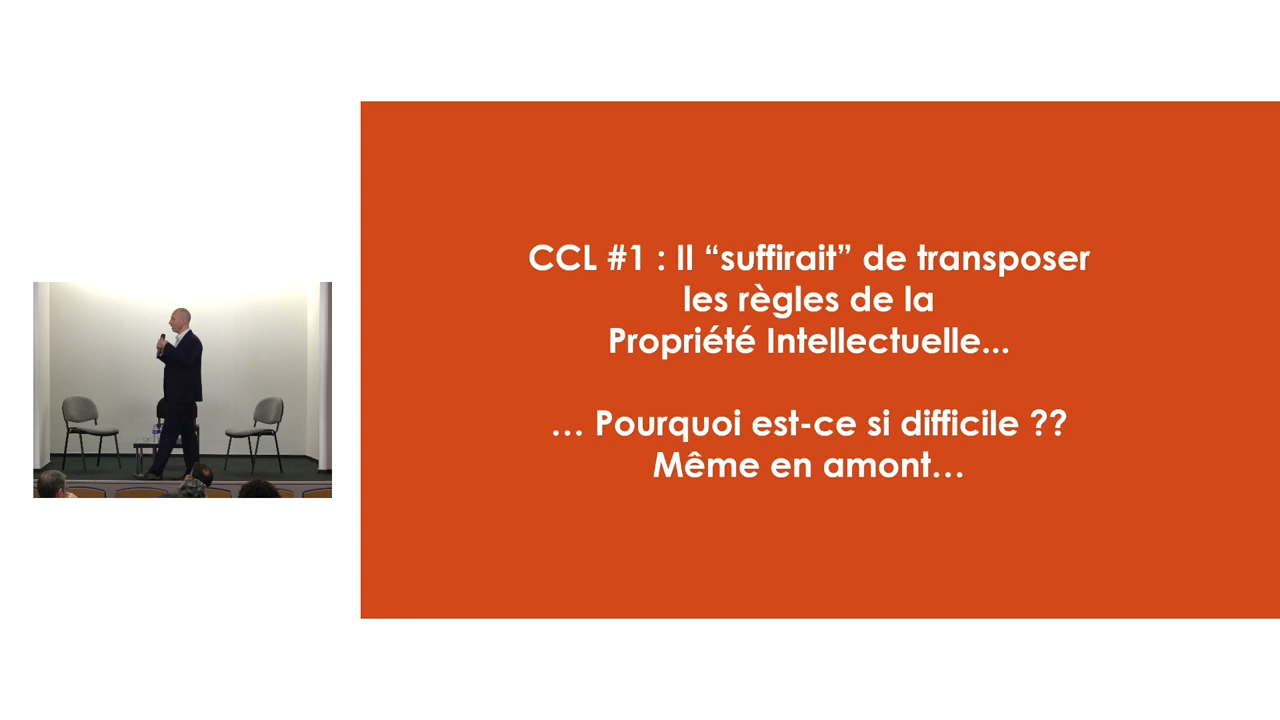 CCL #1 : Il “suffirait” de transposer
les règles de la
Propriété Intellectuelle...
… Pourquoi est-ce si difficile ??
Même en amont…